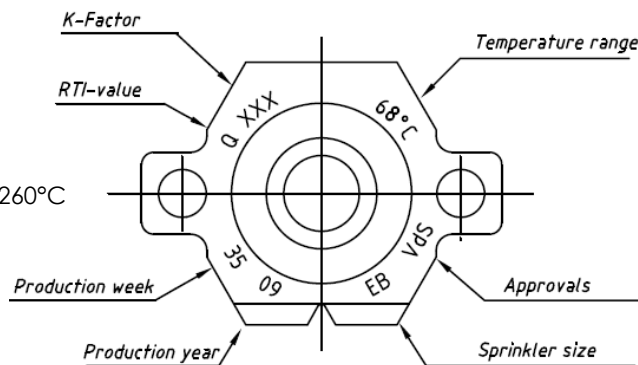 K-Factor
Temperature range
RTI-value
Q XXX
68°C
260°C
35
09
EB
VdS
Production week
Approvals
Production year
Sprinkler size